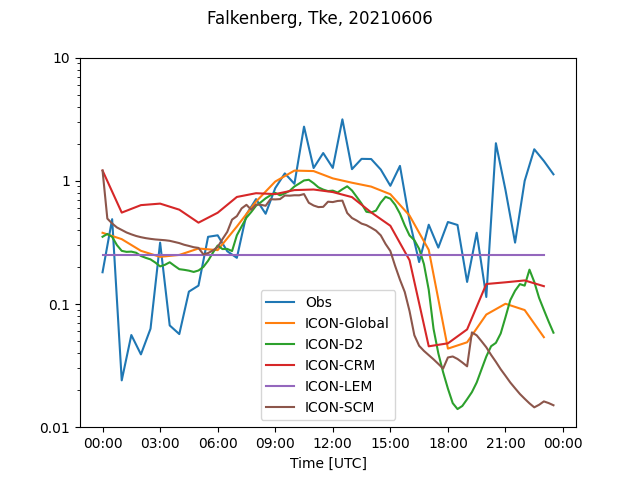 Falkenberg, Tke, 20210606
10
1
0.1
0.01
Obs
ICON-Global
ICON-D2
ICON-CRM
ICON-LEM
ICON-SCM
00:00 03:00 06:00 09:00 12:00 15:00 18:00 21:00 00:00
Time [UTC]